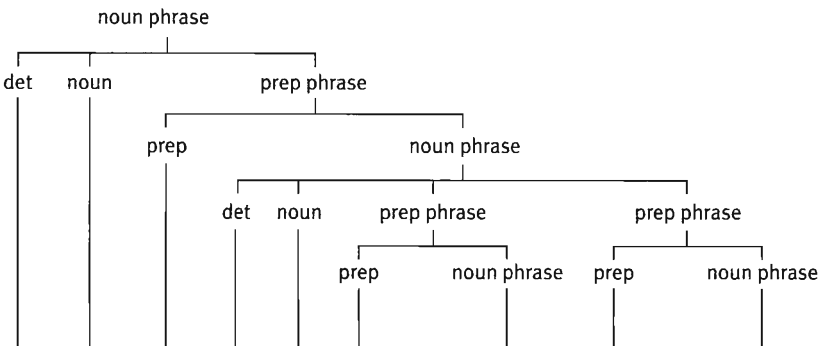 noun phrase
det noun prep phrase
prep noun phrase
det noun prep phrase prep phrase
prep noun phrase prep noun phrase